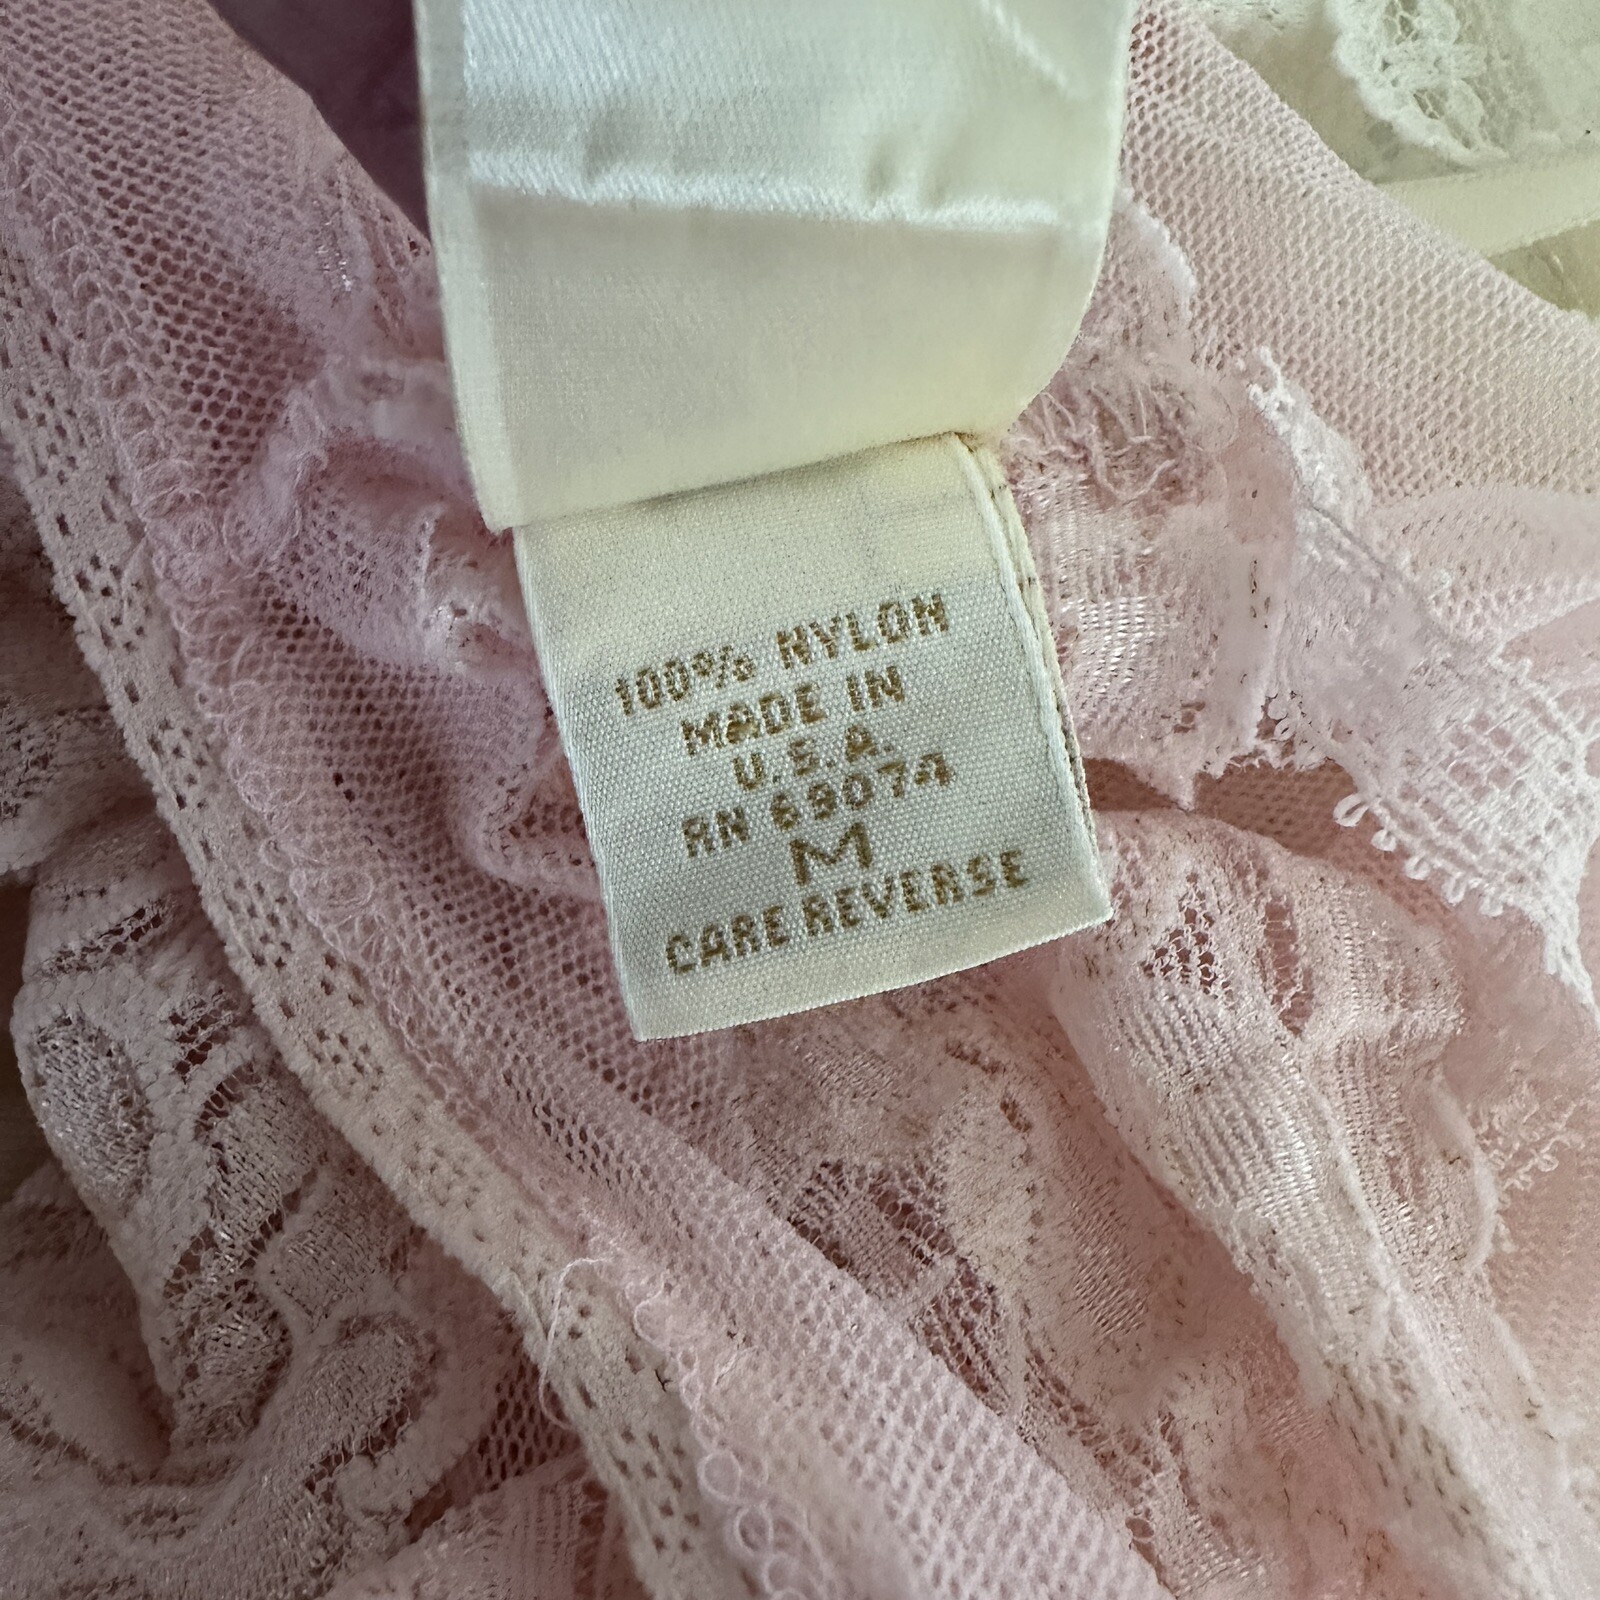 100% NYLON
MADE IN
U.S.A.
RN 69074
M
CARE REVERSE